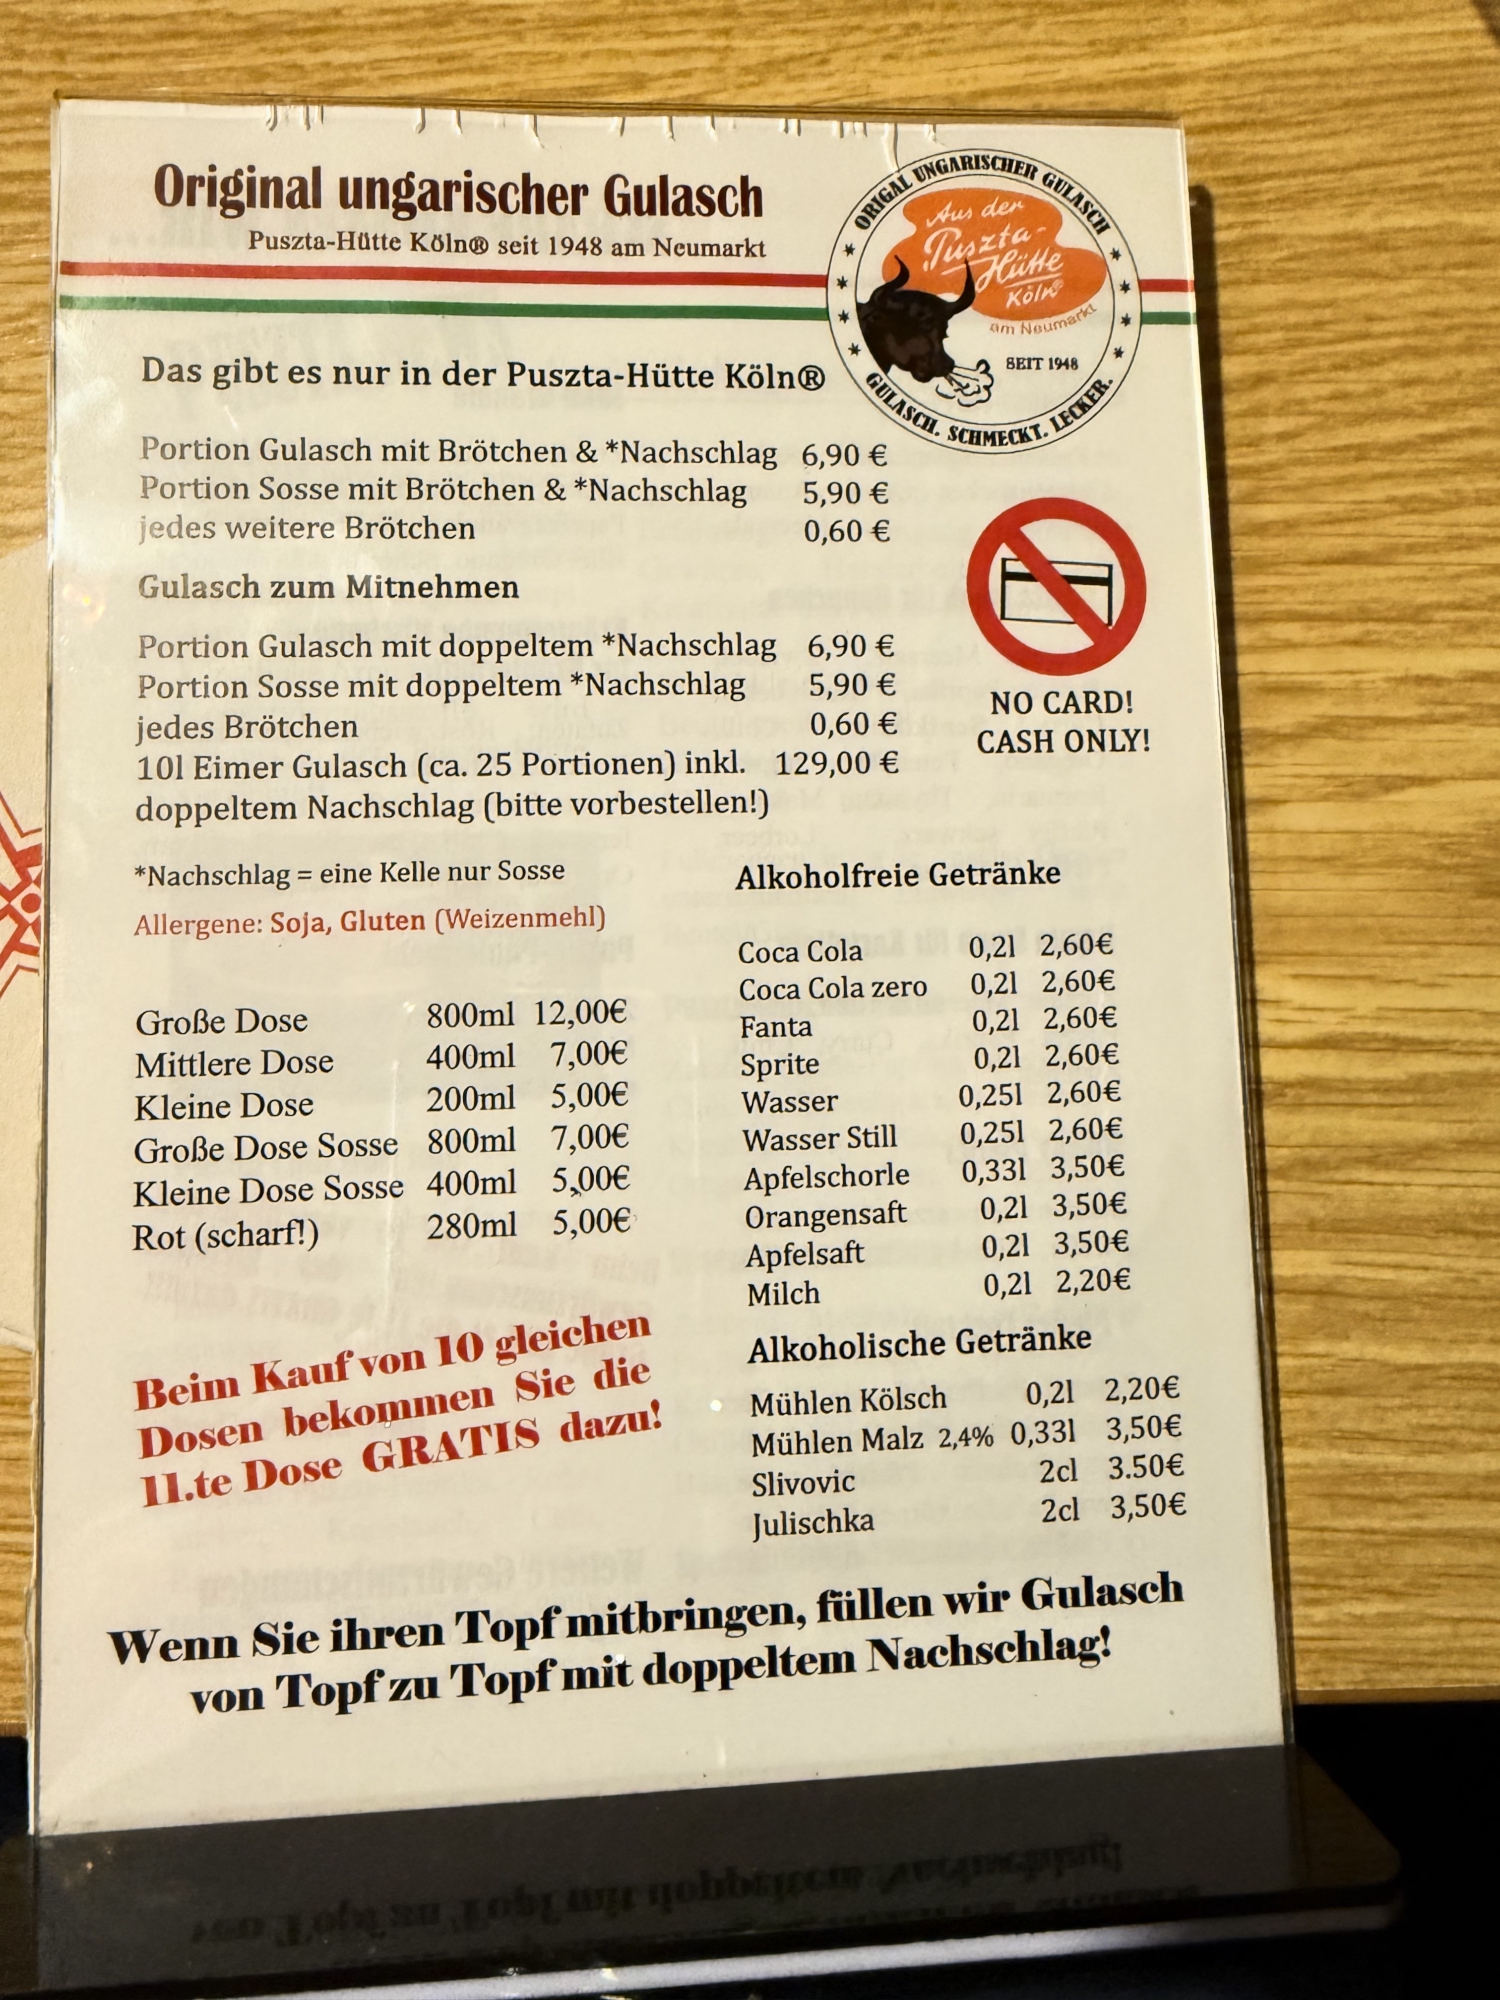 Original ungarischer Gulasch
Puszta-Hütte Köln® seit 1948 am Neumarkt
ORIGAL UNGARISCHER GULASCH
Aus der
Puszta-
Hütte
Köln®
am Neumarkt
SEIT 1948
GULASCH. SCHMECKT. LECKER.
Das gibt es nur in der Puszta-Hütte Köln®
Portion Gulasch mit Brötchen & *Nachschlag 6,90 €
Portion Sosse mit Brötchen & *Nachschlag 5,90 €
jedes weitere Brötchen 0,60 €
Gulasch zum Mitnehmen
Portion Gulasch mit doppeltem *Nachschlag 6,90 €
Portion Sosse mit doppeltem *Nachschlag 5,90 €
jedes Brötchen 0,60 €
10l Eimer Gulasch (ca. 25 Portionen) inkl. 129,00 €
doppeltem Nachschlag (bitte vorbestellen!)
NO CARD!
CASH ONLY!
*Nachschlag = eine Kelle nur Sosse
Allergene: Soja, Gluten (Weizenmehl)
Große Dose 800ml 12,00€
Mittlere Dose 400ml 7,00€
Kleine Dose 200ml 5,00€
Große Dose Sosse 800ml 7,00€
Kleine Dose Sosse 400ml 5,00€
Rot (scharf!) 280ml 5,00€
Beim Kauf von 10 gleichen
Dosen bekommen Sie die
11.te Dose GRATIS dazu!
Alkoholfreie Getränke
Coca Cola 0,2l 2,60€
Coca Cola zero 0,2l 2,60€
Fanta 0,2l 2,60€
Sprite 0,2l 2,60€
Wasser 0,25l 2,60€
Wasser Still 0,25l 2,60€
Apfelschorle 0,33l 3,50€
Orangensaft 0,2l 3,50€
Apfelsaft 0,2l 3,50€
Milch 0,2l 2,20€
Alkoholische Getränke
Mühlen Kölsch 0,2l 2,20€
Mühlen Malz 2,4% 0,33l 3,50€
Slivovic 2cl 3.50€
Julischka 2cl 3,50€
Wenn Sie ihren Topf mitbringen, füllen wir Gulasch
von Topf zu Topf mit doppeltem Nachschlag!